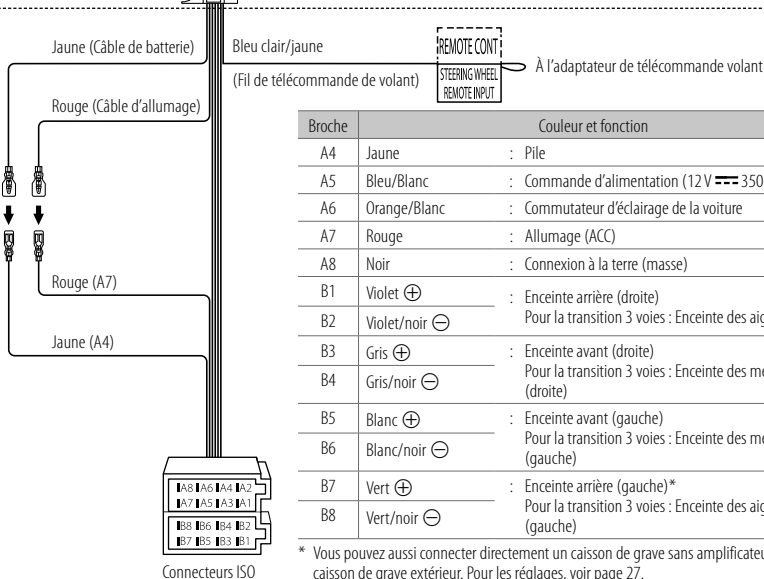 Jaune (Câble de batterie)
Bleu clair/jaune
(Fil de télécommande de volant)
REMOTE CONT
STEERING WHEEL
REMOTE INPUT
À l’adaptateur de télécommande volant
Rouge (Câble d’allumage)
Rouge (A7)
Jaune (A4)
Broche Couleur et fonction
A4 Jaune : Pile
A5 Bleu/Blanc : Commande d’alimentation (12 V ⎓ 350
A6 Orange/Blanc : Commutateur d’éclairage de la voiture
A7 Rouge : Allumage (ACC)
A8 Noir : Connexion à la terre (masse)
B1 Violet ⊕ : Enceinte arrière (droite)
B2 Violet/noir ⊖ Pour la transition 3 voies : Enceinte des aig
B3 Gris ⊕ : Enceinte avant (droite)
B4 Gris/noir ⊖ Pour la transition 3 voies : Enceinte des me
(droite)
B5 Blanc ⊕ : Enceinte avant (gauche)
B6 Blanc/noir ⊖ Pour la transition 3 voies : Enceinte des me
(gauche)
B7 Vert ⊕ : Enceinte arrière (gauche)*
B8 Vert/noir ⊖ Pour la transition 3 voies : Enceinte des aig
(gauche)
* Vous pouvez aussi connecter directement un caisson de grave sans amplificateu
caisson de grave extérieur. Pour les réglages, voir page 27.
A8 A6 A4 A2
A7 A5 A3 A1
B8 B6 B4 B2
B7 B5 B3 B1
Connecteurs ISO